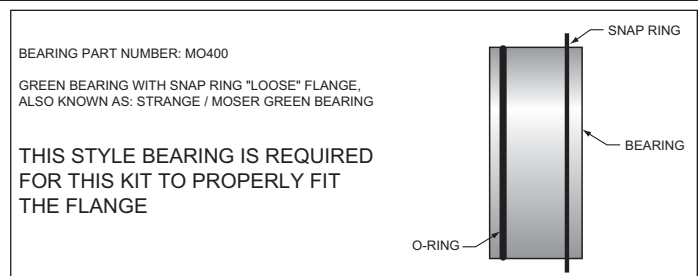 BEARING PART NUMBER: MO400
GREEN BEARING WITH SNAP RING "LOOSE" FLANGE,
ALSO KNOWN AS: STRANGE / MOSER GREEN BEARING
THIS STYLE BEARING IS REQUIRED
FOR THIS KIT TO PROPERLY FIT
THE FLANGE
SNAP RING
BEARING
O-RING